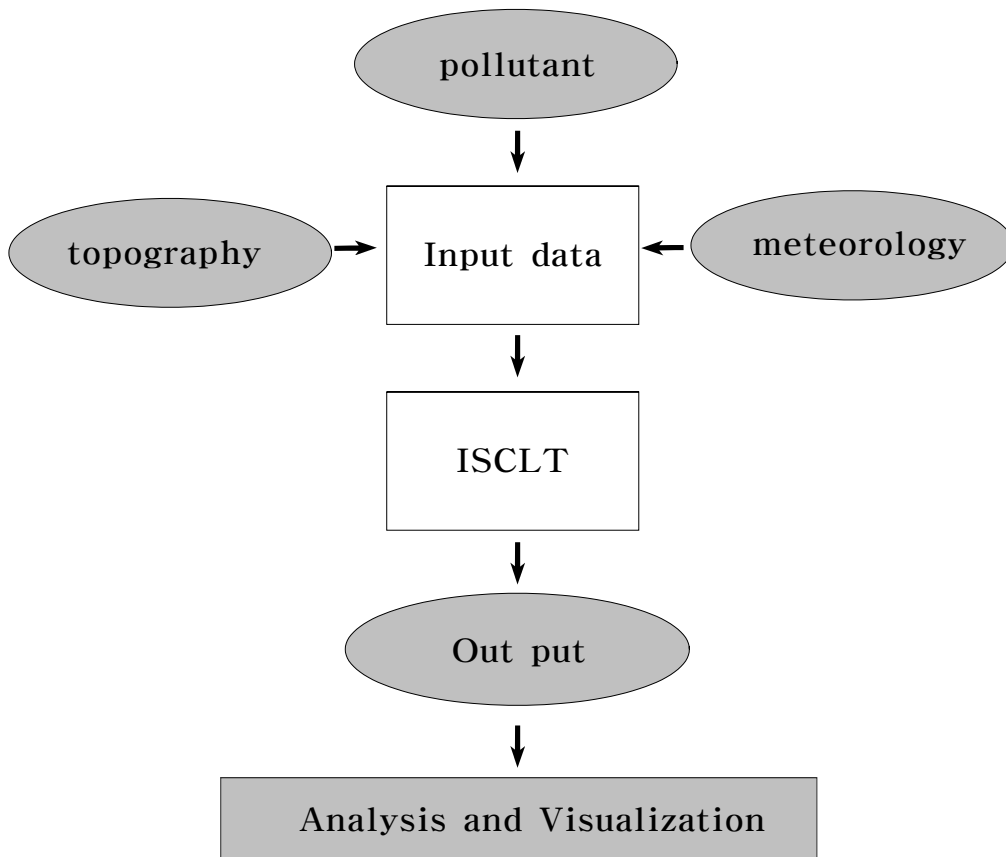 pollutant
topography
Input data
meteorology
ISCLT
Out put
Analysis and Visualization